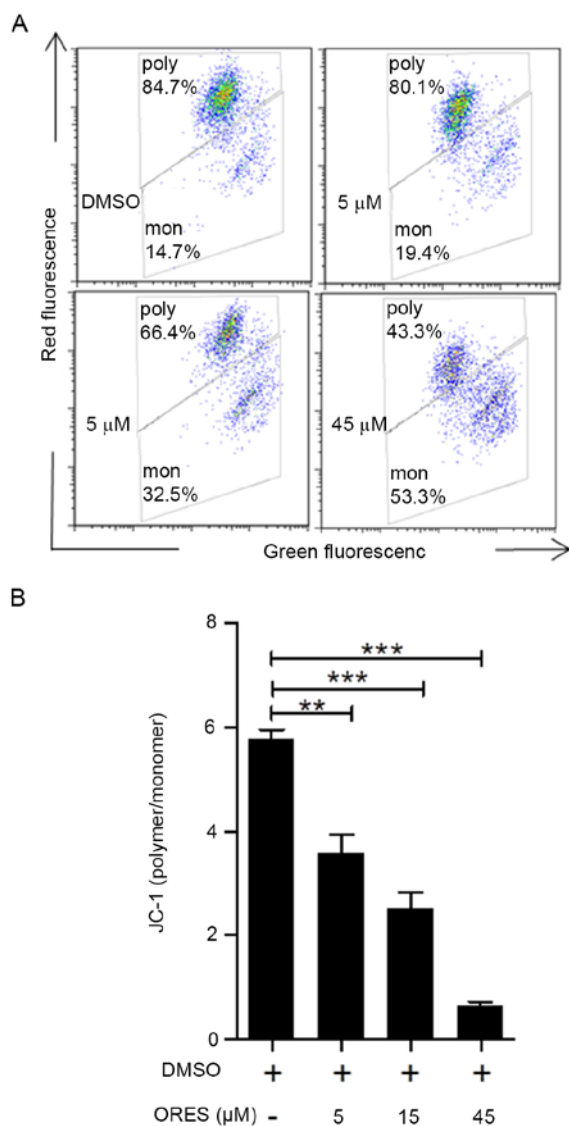 A
poly
84.7%
poly
80.1%
DMSO
5 μM
mon
14.7%
mon
19.4%
Red fluorescence
poly
66.4%
poly
43.3%
5 μM
45 μM
mon
32.5%
mon
53.3%
Green fluorescenc
B
8
6
4
2
0
JC-1 (polymer/monomer)
***
***
**
DMSO + + + +
ORES (μM) - 5 15 45